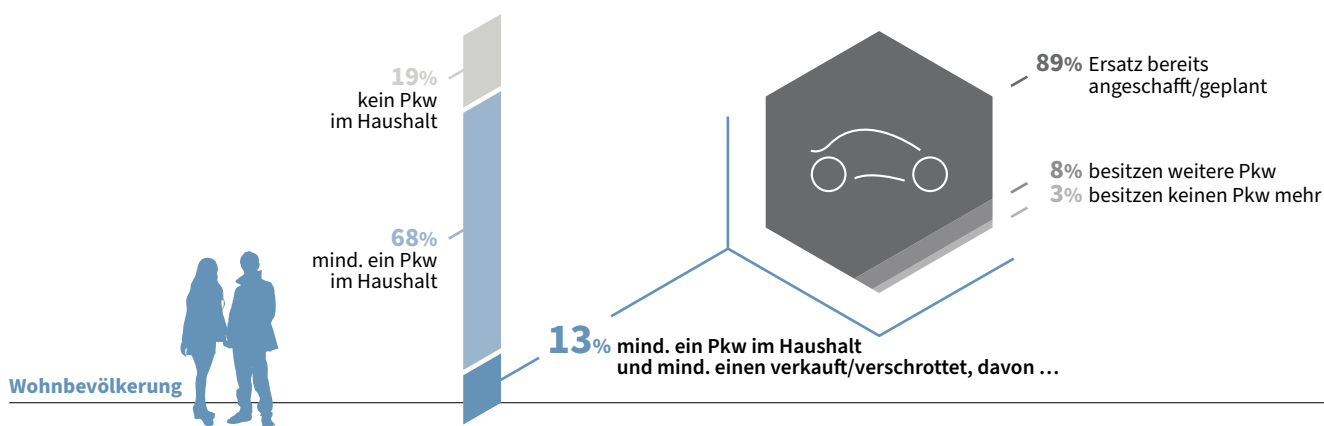 19%
kein Pkw
im Haushalt
68%
mind. ein Pkw
im Haushalt
Wohnbevölkerung
13% mind. ein Pkw im Haushalt
und mind. einen verkauft/verschrottet, davon …
89% Ersatz bereits
angeschafft/geplant
8% besitzen weitere Pkw
3% besitzen keinen Pkw mehr